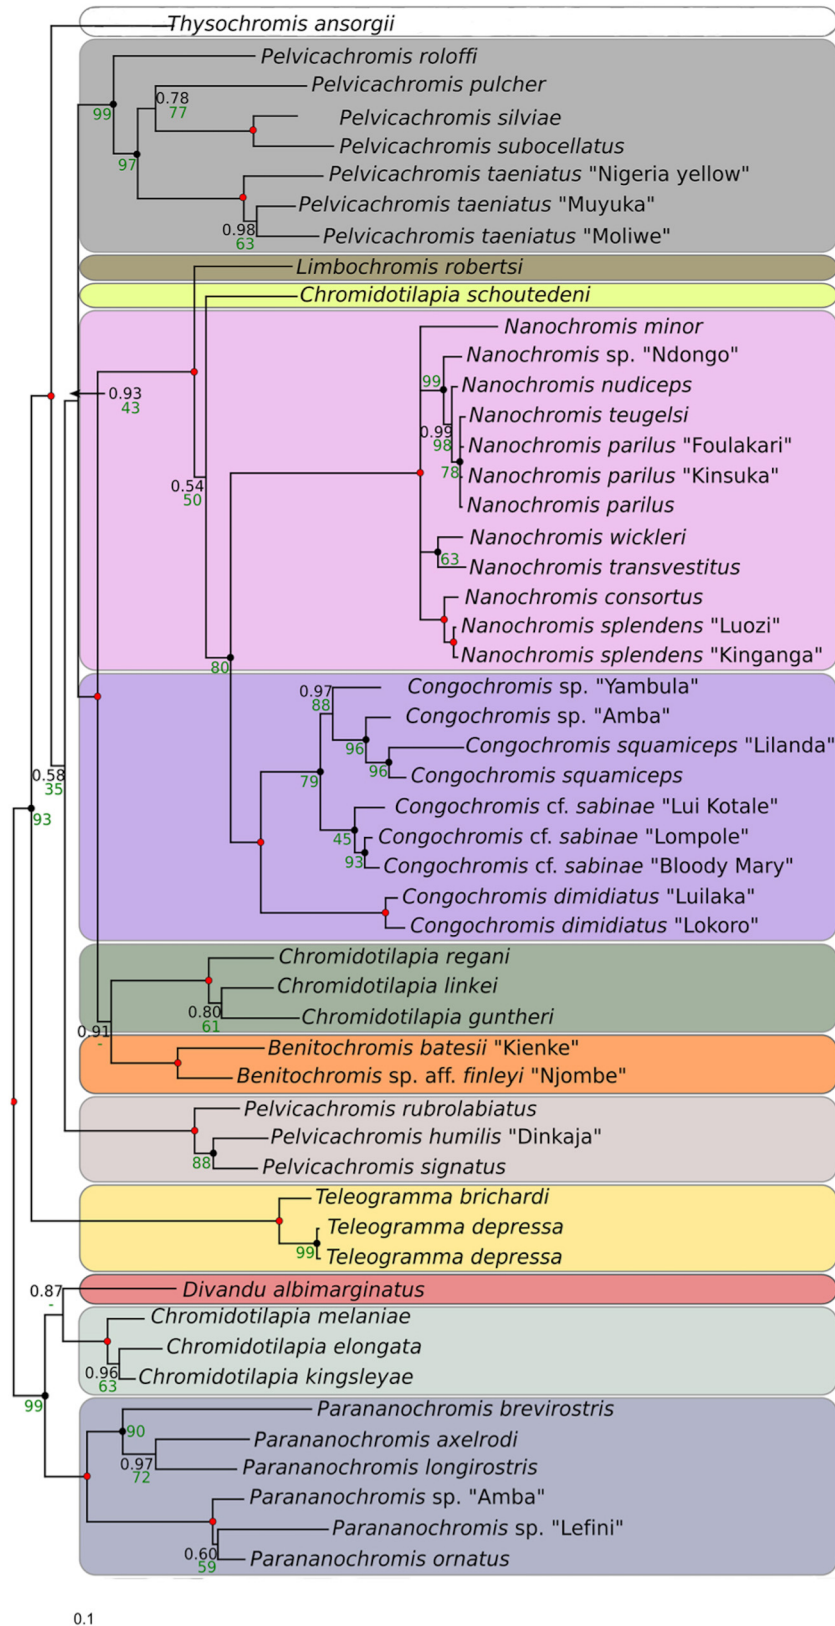 Thysochromis ansorgii
Pelvicachromis roloffi
Pelvicachromis pulcher
0.78
99
77
Pelvicachromis silviae
Pelvicachromis subocellatus
97
Pelvicachromis taeniatus "Nigeria yellow"
Pelvicachromis taeniatus "Muyuka"
0.98
Pelvicachromis taeniatus "Moliwe"
63
Limbochromis robertsi
Chromidotilapia schoutedeni
Nanochromis minor
Nanochromis sp. "Ndongo"
99
Nanochromis nudiceps
0.93
43
Nanochromis teugelsi
0.99
98
Nanochromis parilus "Foulakari"
78
Nanochromis parilus "Kinsuka"
0.54
50
Nanochromis parilus
Nanochromis wickleri
63
Nanochromis transvestitus
Nanochromis consortus
Nanochromis splendens "Luozi"
Nanochromis splendens "Kinganga"
80
Congochromis sp. "Yambula"
0.97
88
Congochromis sp. "Amba"
96
Congochromis squamiceps "Lilanda"
96
Congochromis squamiceps
0.58
79
35
Congochromis cf. sabinae "Lui Kotale"
93
45
Congochromis cf. sabinae "Lompole"
93
Congochromis cf. sabinae "Bloody Mary"
Congochromis dimidiatus "Luilaka"
Congochromis dimidiatus "Lokoro"
Chromidotilapia regani
Chromidotilapia linkei
0.80
Chromidotilapia guntheri
61
0.91
-
Benitochromis batesii "Kienke"
Benitochromis sp. aff. finleyi "Njombe"
Pelvicachromis rubrolabiatus
Pelvicachromis humilis "Dinkaja"
88
Pelvicachromis signatus
Teleogramma brichardi
Teleogramma depressa
99
Teleogramma depressa
0.87
Divandu albimarginatus
-
Chromidotilapia melaniae
Chromidotilapia elongata
0.96
Chromidotilapia kingsleyae
63
99
Parananochromis brevirostris
90
Parananochromis axelrodi
0.97
Parananochromis longirostris
72
Parananochromis sp. "Amba"
Parananochromis sp. "Lefini"
0.60
Parananochromis ornatus
59
0.1